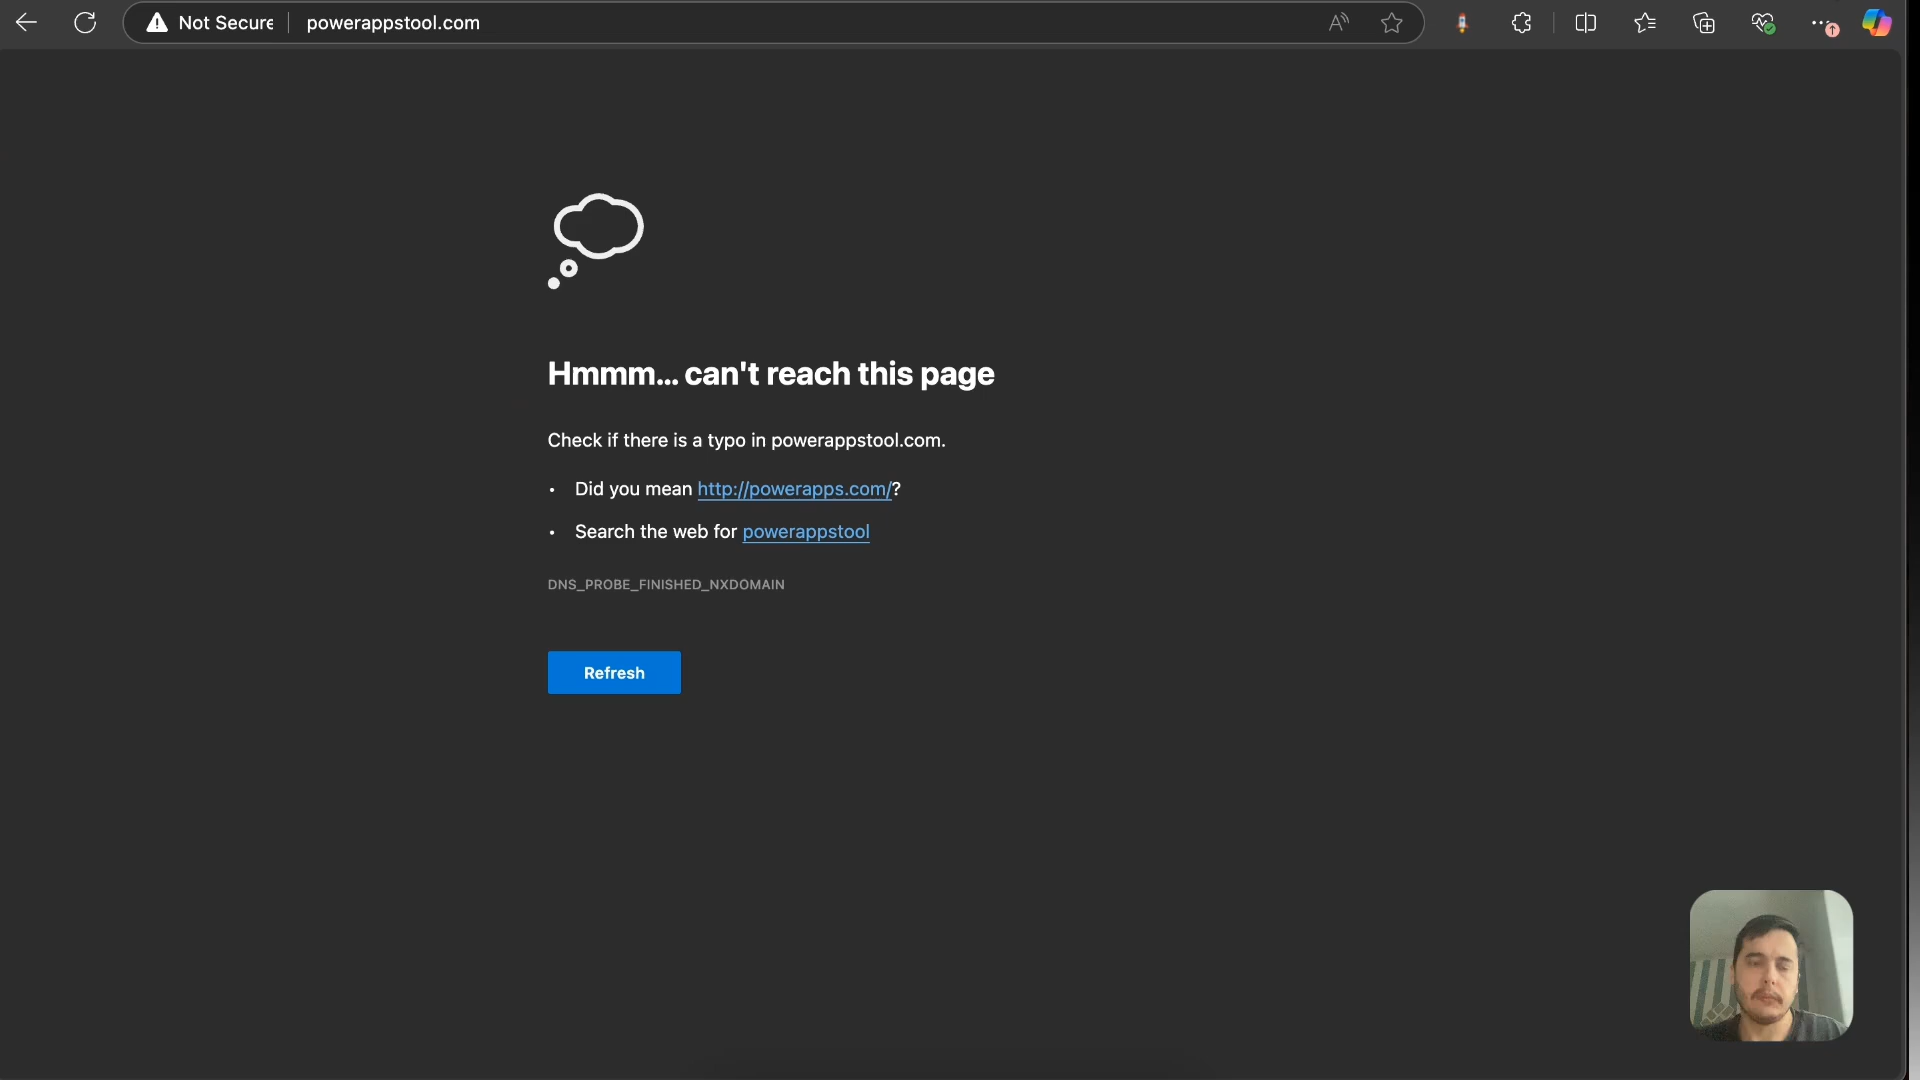 Not Secure powerappstool.com
Hmmm... can't reach this page
Check if there is a typo in powerappstool.com.
• Did you mean http://powerapps.com/?
• Search the web for powerappstool
DNS_PROBE_FINISHED_NXDOMAIN
Refresh